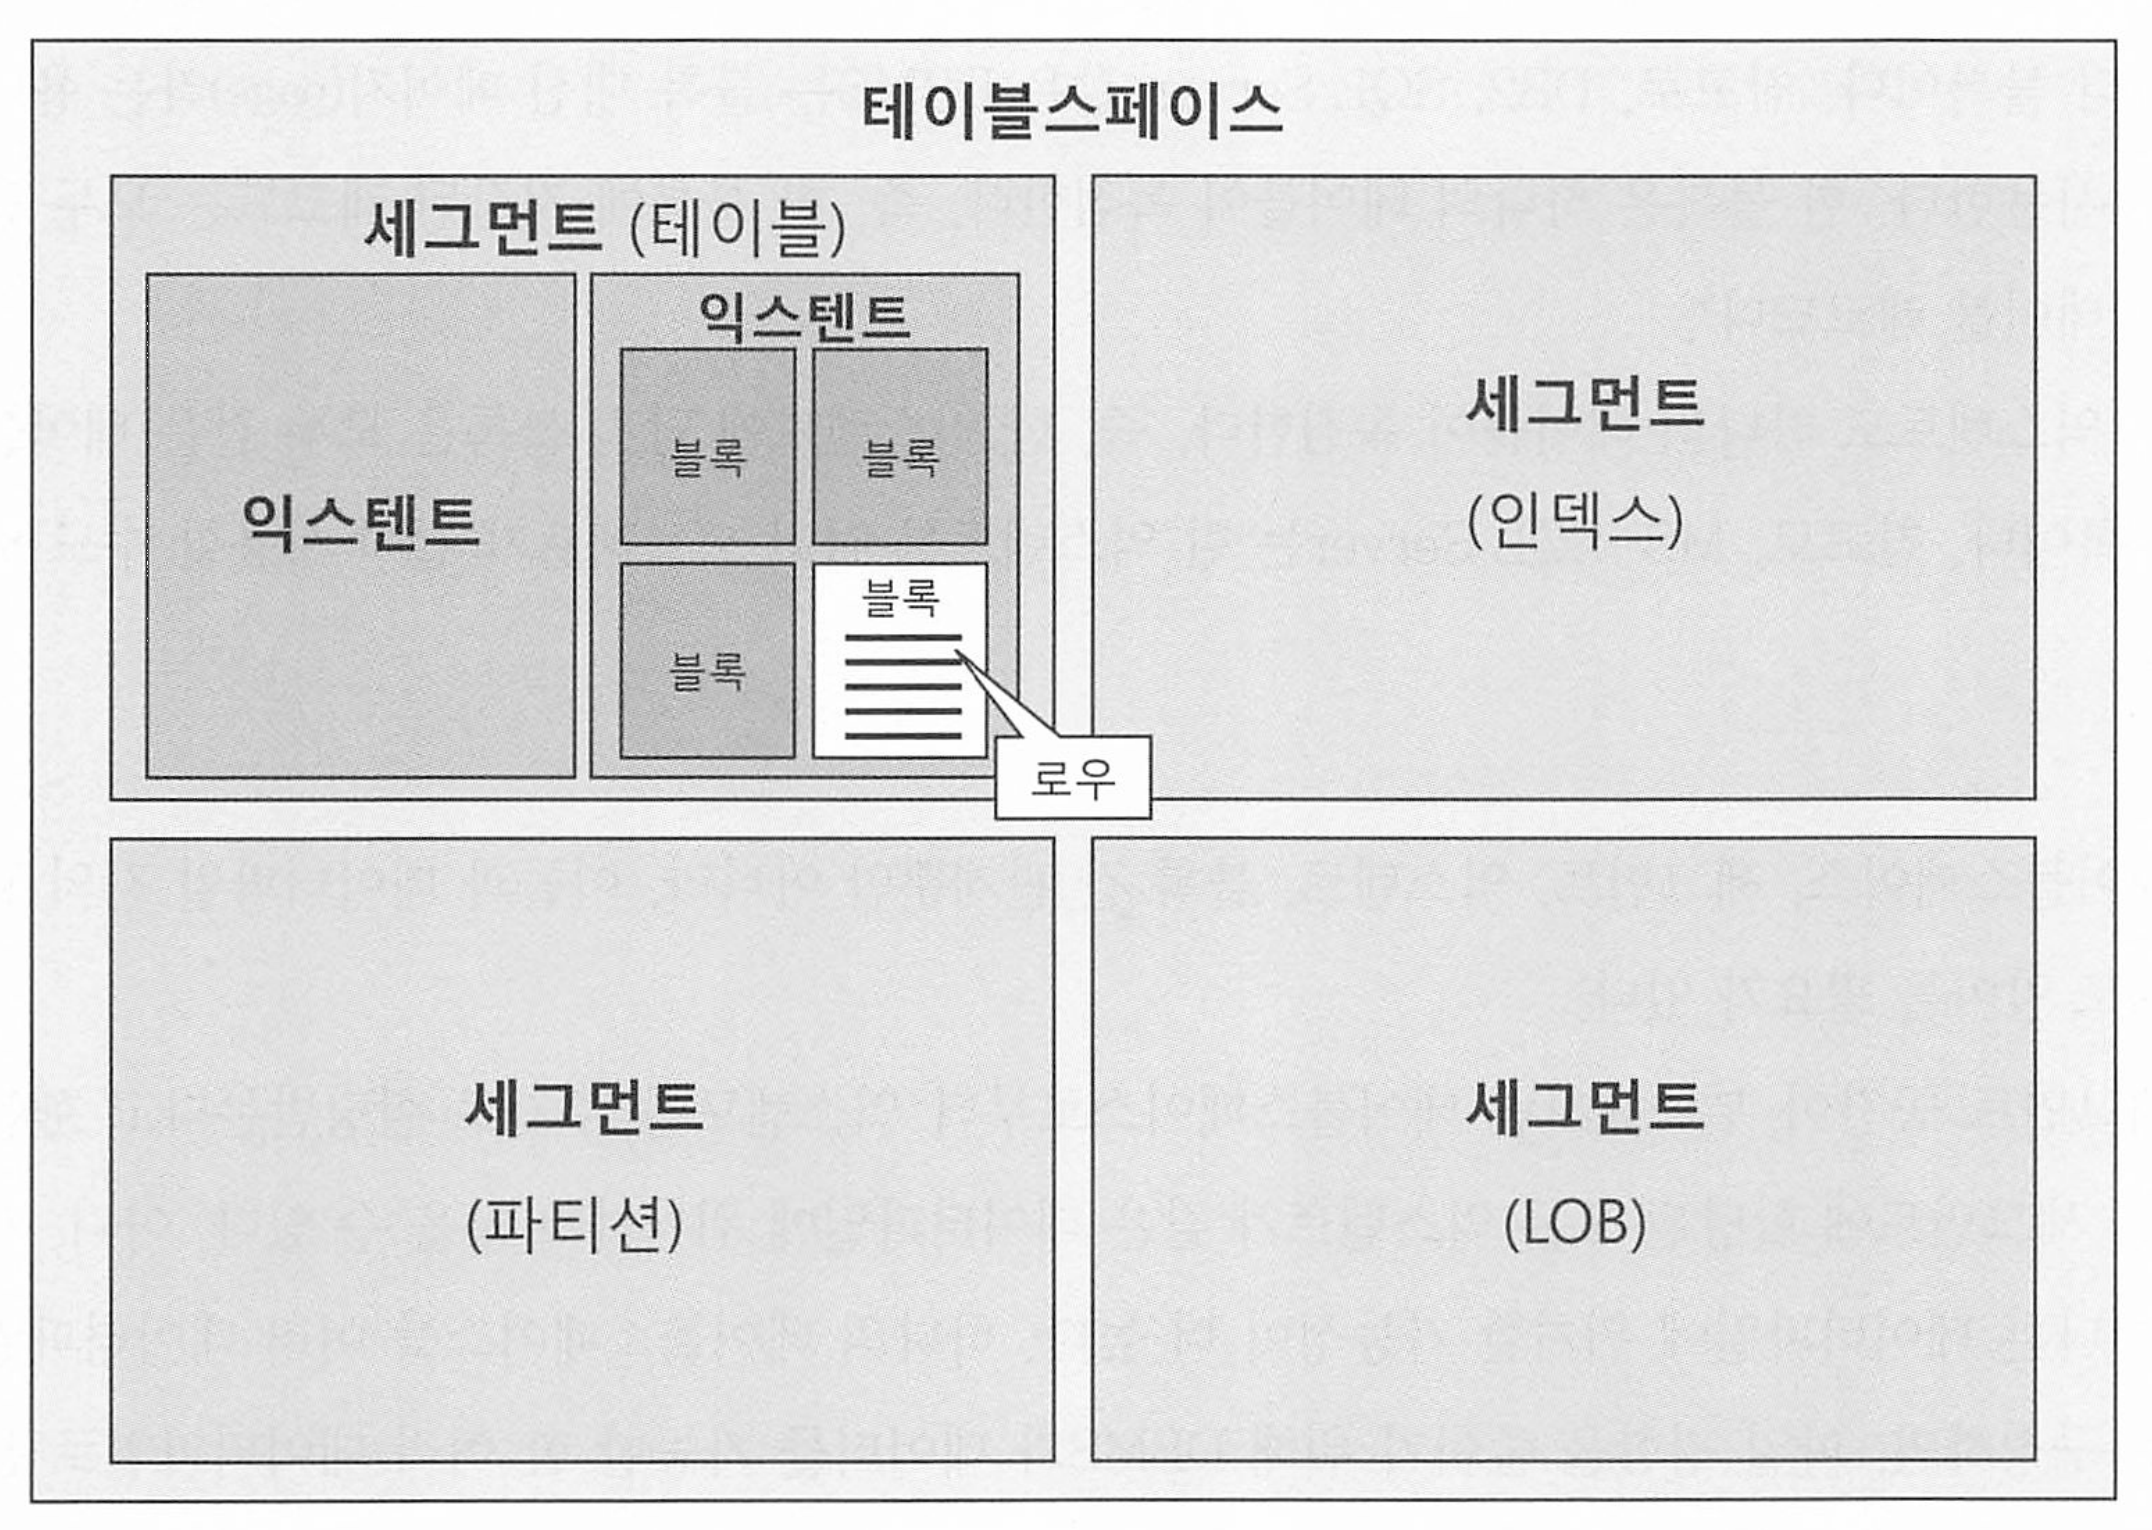 테이블스페이스
세그먼트 (테이블)
익스텐트
익스텐트
블록
블록
블록
블록
로우
세그먼트
(인덱스)
세그먼트
(파티션)
세그먼트
(LOB)